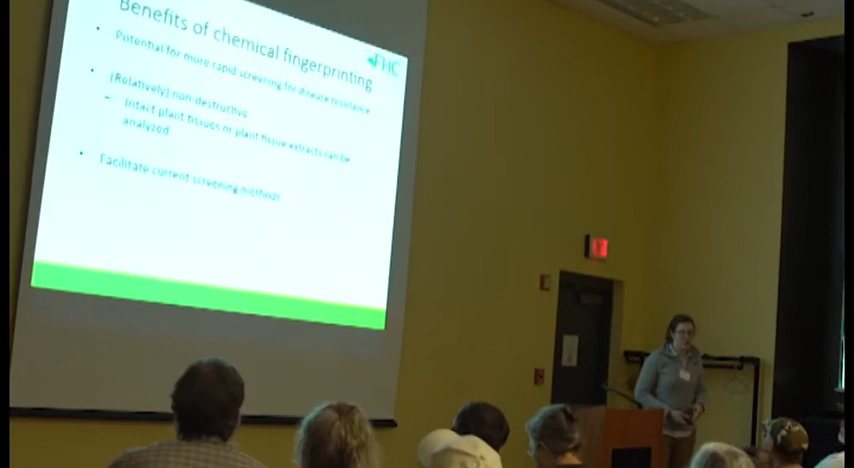 Benefits of chemical fingerprinting
FHC
• Potential for more rapid screening for disease resistance
• (Relatively) non-destructive
– Intact plant tissues or plant tissue extracts can be
analyzed
• Facilitate current screening methods